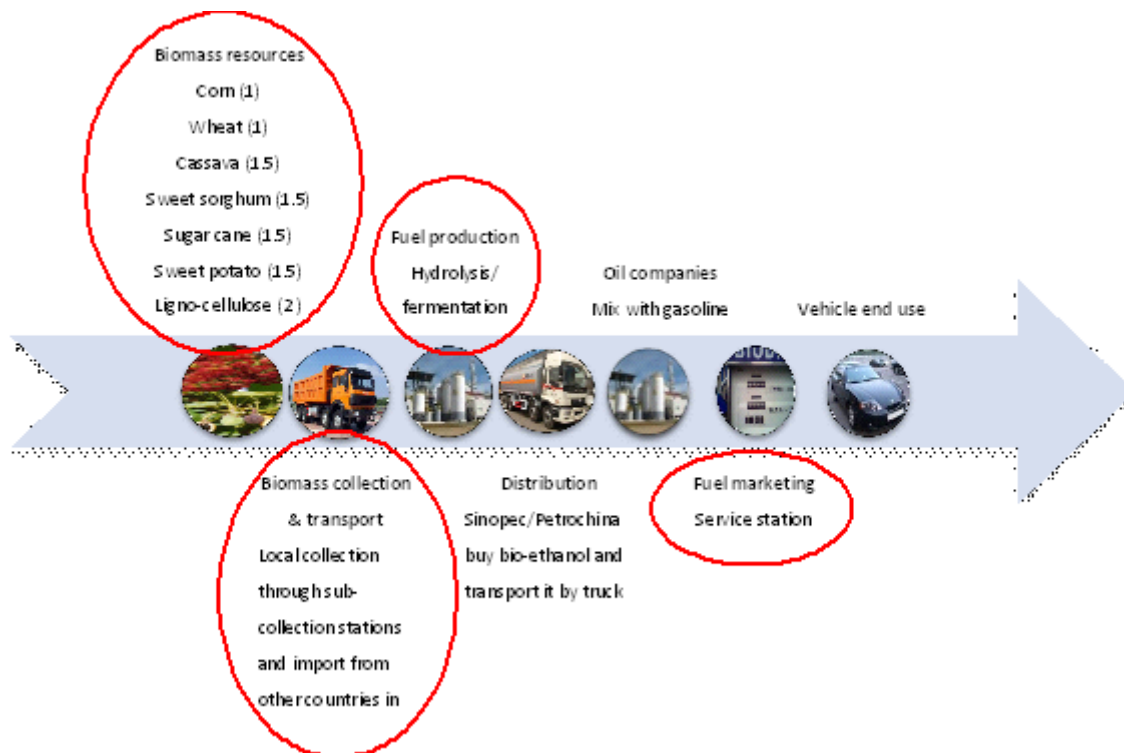 Biomass resources
Corn (1)
Wheat (1)
Cassava (1.5)
Sweet sorghum (1.5)
Sugar cane (1.5)
Sweet potato (1.5)
Ligno-cellulose (2)
Fuel production
Hydrolysis/
fermentation
Oil companies
Mix with gasoline
Vehicle end use
Biomass collection
& transport
Local collection
through sub-
collection stations
and import from
other countries in
Distribution
Sinopec/Petrochina
buy bio-ethanol and
transport it by truck
Fuel marketing
Service station